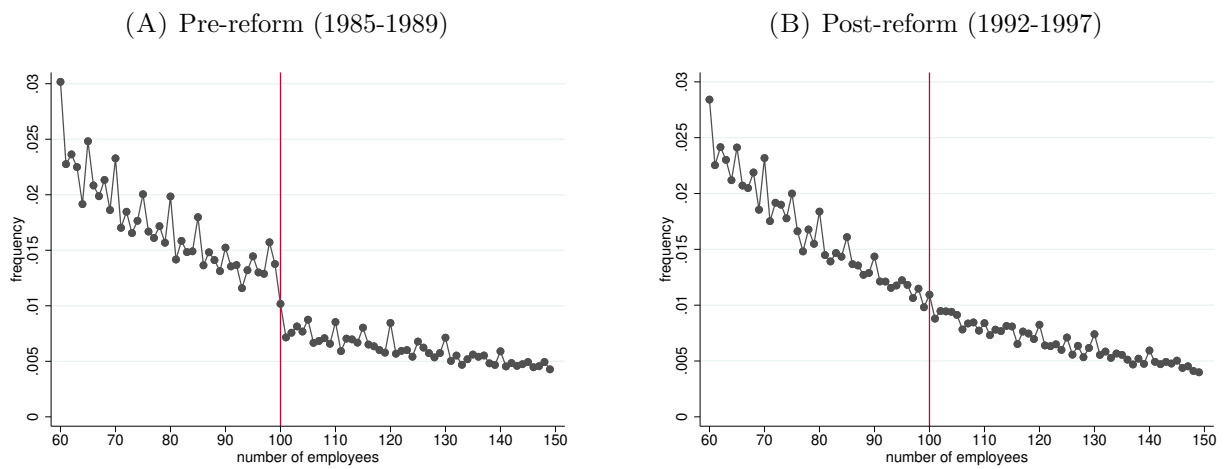 (A) Pre-reform (1985-1989)
(B) Post-reform (1992-1997)
frequency
.03
.025
.02
.015
.01
.005
0
60 70 80 90 100 110 120 130 140 150
number of employees
frequency
.03
.025
.02
.015
.01
.005
0
60 70 80 90 100 110 120 130 140 150
number of employees